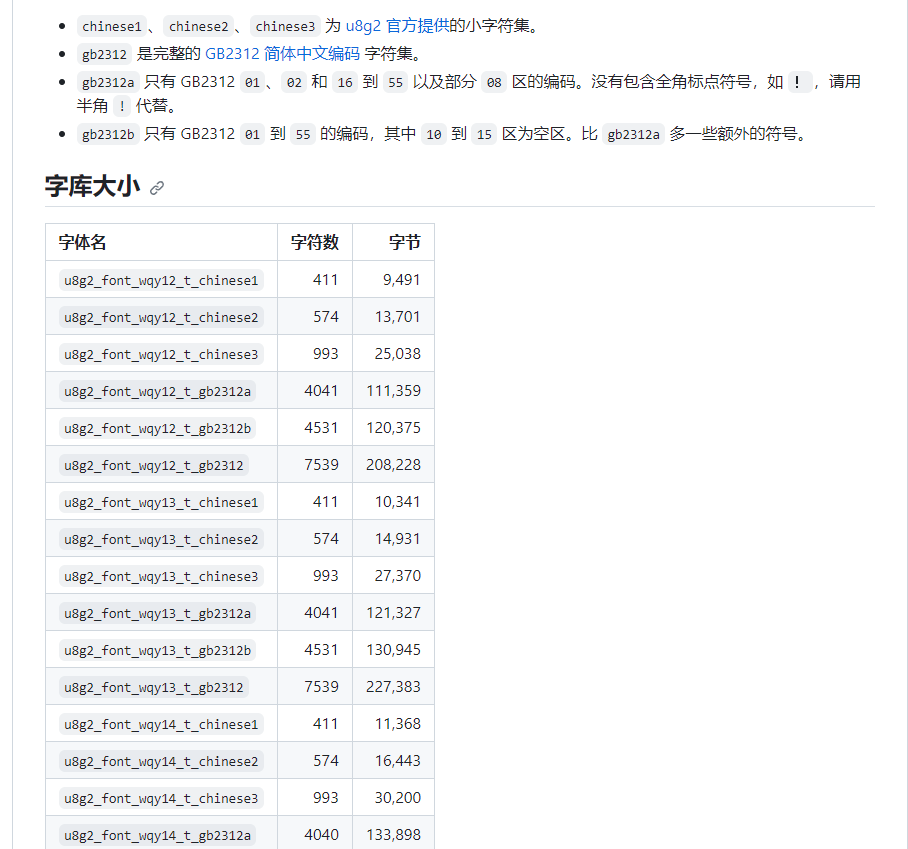 chinese1 、 chinese2 、 chinese3 为 u8g2 官方提供的小字符集。
gb2312 是完整的 GB2312 简体中文编码 字符集。
gb2312a 只有 GB2312 01 、 02 和 16 到 55 以及部分 08 区的编码。没有包含全角标点符号，如 ！ ，请用
半角 ! 代替。
gb2312b 只有 GB2312 01 到 55 的编码，其中 10 到 15 区为空区。比 gb2312a 多一些额外的符号。
字库大小
字体名 字符数 字节
u8g2_font_wqy12_t_chinese1 411 9,491
u8g2_font_wqy12_t_chinese2 574 13,701
u8g2_font_wqy12_t_chinese3 993 25,038
u8g2_font_wqy12_t_gb2312a 4041 111,359
u8g2_font_wqy12_t_gb2312b 4531 120,375
u8g2_font_wqy12_t_gb2312 7539 208,228
u8g2_font_wqy13_t_chinese1 411 10,341
u8g2_font_wqy13_t_chinese2 574 14,931
u8g2_font_wqy13_t_chinese3 993 27,370
u8g2_font_wqy13_t_gb2312a 4041 121,327
u8g2_font_wqy13_t_gb2312b 4531 130,945
u8g2_font_wqy13_t_gb2312 7539 227,383
u8g2_font_wqy14_t_chinese1 411 11,368
u8g2_font_wqy14_t_chinese2 574 16,443
u8g2_font_wqy14_t_chinese3 993 30,200
u8g2_font_wqy14_t_gb2312a 4040 133,898